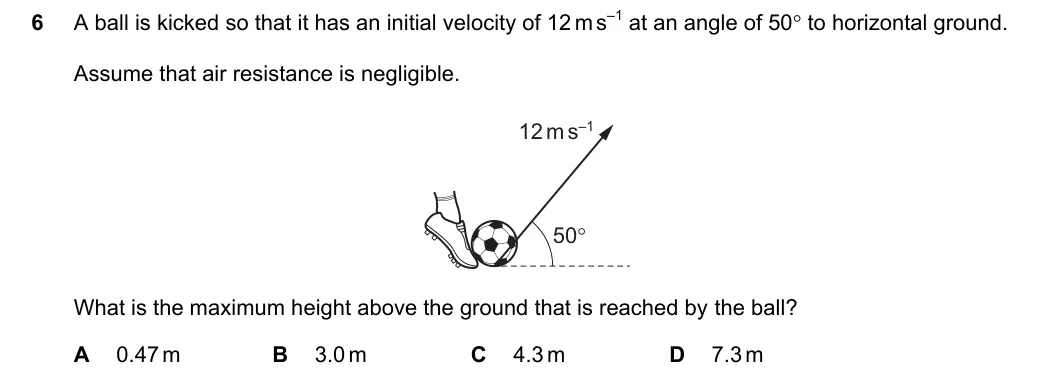 6 A ball is kicked so that it has an initial velocity of 12 m s⁻¹ at an angle of 50° to horizontal ground.
Assume that air resistance is negligible.
12 m s⁻¹
50°
What is the maximum height above the ground that is reached by the ball?
A 0.47 m B 3.0 m C 4.3 m D 7.3 m